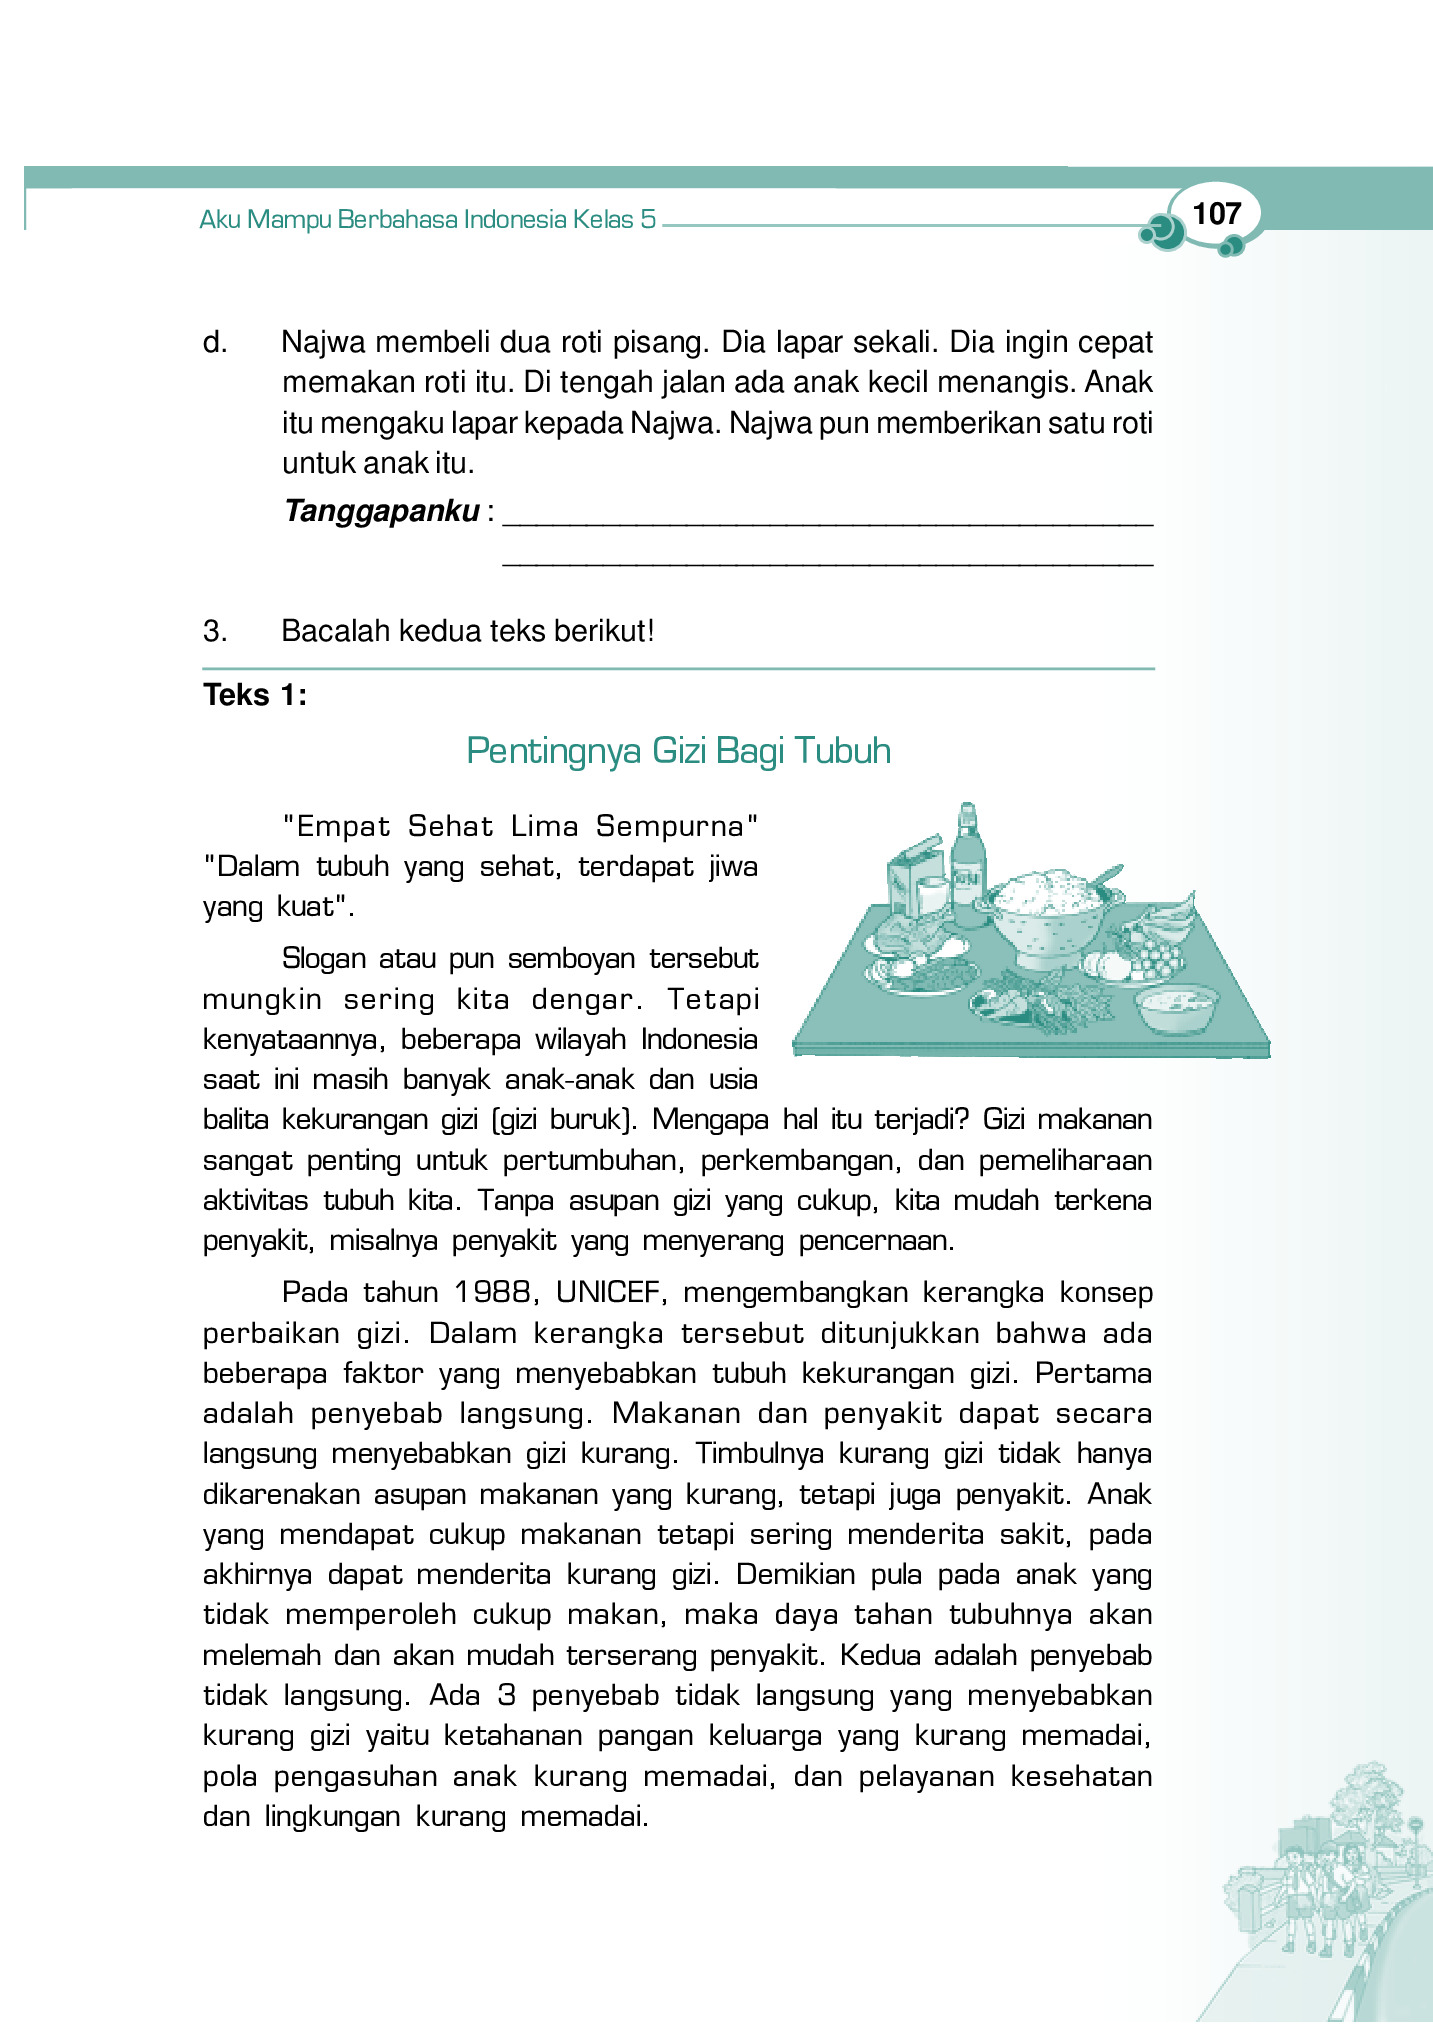 Aku Mampu Berbahasa Indonesia Kelas 5
107
d. Najwa membeli dua roti pisang. Dia lapar sekali. Dia ingin cepat
memakan roti itu. Di tengah jalan ada anak kecil menangis. Anak
itu mengaku lapar kepada Najwa. Najwa pun memberikan satu roti
untuk anak itu.
Tanggapanku : _______________________________________
_______________________________________
3. Bacalah kedua teks berikut!
Teks 1:
Pentingnya Gizi Bagi Tubuh
"Empat Sehat Lima Sempurna"
"Dalam tubuh yang sehat, terdapat jiwa
yang kuat".
Slogan atau pun semboyan tersebut
mungkin sering kita dengar. Tetapi
kenyataannya, beberapa wilayah Indonesia
saat ini masih banyak anak-anak dan usia
balita kekurangan gizi (gizi buruk). Mengapa hal itu terjadi? Gizi makanan
sangat penting untuk pertumbuhan, perkembangan, dan pemeliharaan
aktivitas tubuh kita. Tanpa asupan gizi yang cukup, kita mudah terkena
penyakit, misalnya penyakit yang menyerang pencernaan.
Pada tahun 1988, UNICEF, mengembangkan kerangka konsep
perbaikan gizi. Dalam kerangka tersebut ditunjukkan bahwa ada
beberapa faktor yang menyebabkan tubuh kekurangan gizi. Pertama
adalah penyebab langsung. Makanan dan penyakit dapat secara
langsung menyebabkan gizi kurang. Timbulnya kurang gizi tidak hanya
dikarenakan asupan makanan yang kurang, tetapi juga penyakit. Anak
yang mendapat cukup makanan tetapi sering menderita sakit, pada
akhirnya dapat menderita kurang gizi. Demikian pula pada anak yang
tidak memperoleh cukup makan, maka daya tahan tubuhnya akan
melemah dan akan mudah terserang penyakit. Kedua adalah penyebab
tidak langsung. Ada 3 penyebab tidak langsung yang menyebabkan
kurang gizi yaitu ketahanan pangan keluarga yang kurang memadai,
pola pengasuhan anak kurang memadai, dan pelayanan kesehatan
dan lingkungan kurang memadai.